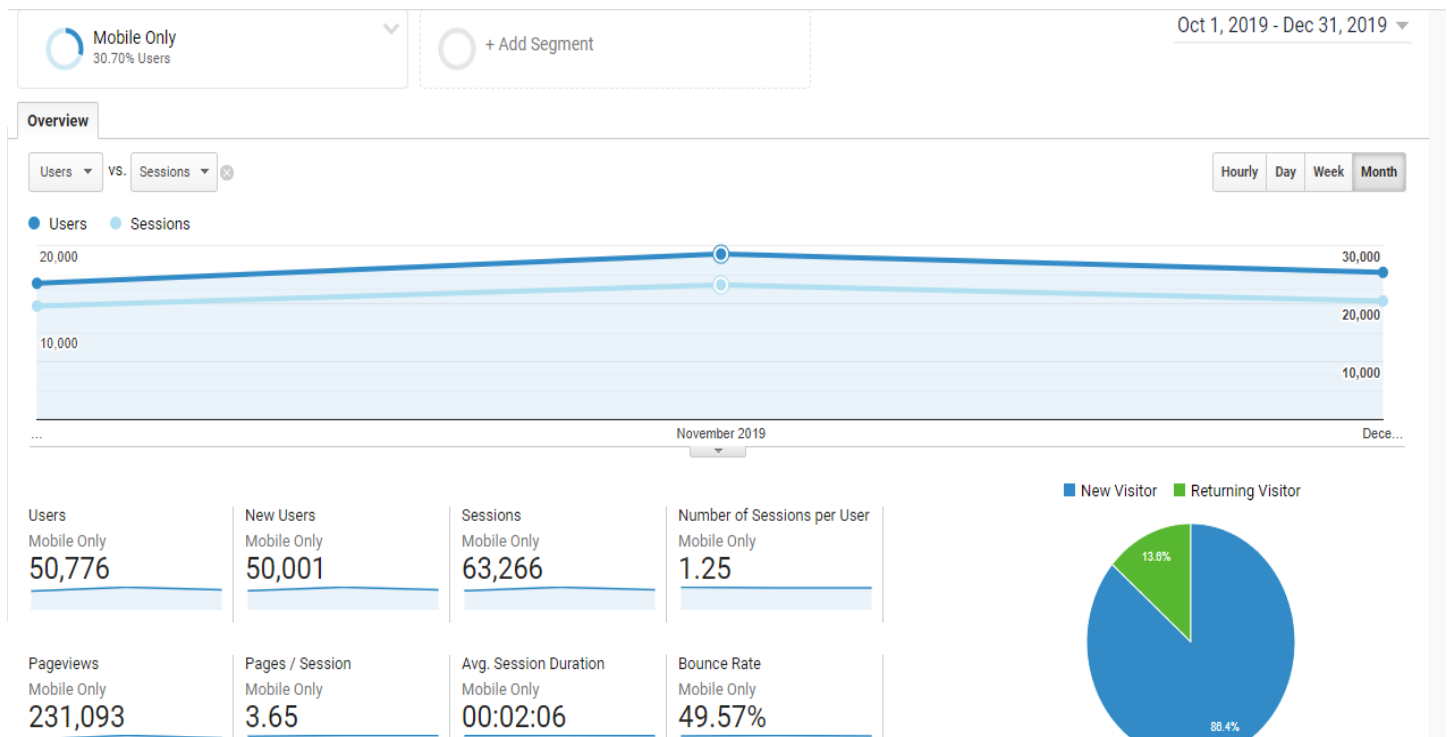 Mobile Only
30.70% Users
+ Add Segment
Oct 1, 2019 - Dec 31, 2019
Overview
Users vs. Sessions
Hourly Day Week Month
Users Sessions
20,000 30,000
20,000
10,000
10,000
... November 2019 Dece...
New Visitor Returning Visitor
Users New Users Sessions Number of Sessions per User
Mobile Only Mobile Only Mobile Only Mobile Only
50,776 50,001 63,266 1.25
13.6%
Pageviews Pages / Session Avg. Session Duration Bounce Rate
Mobile Only Mobile Only Mobile Only Mobile Only
231,093 3.65 00:02:06 49.57%
86.4%